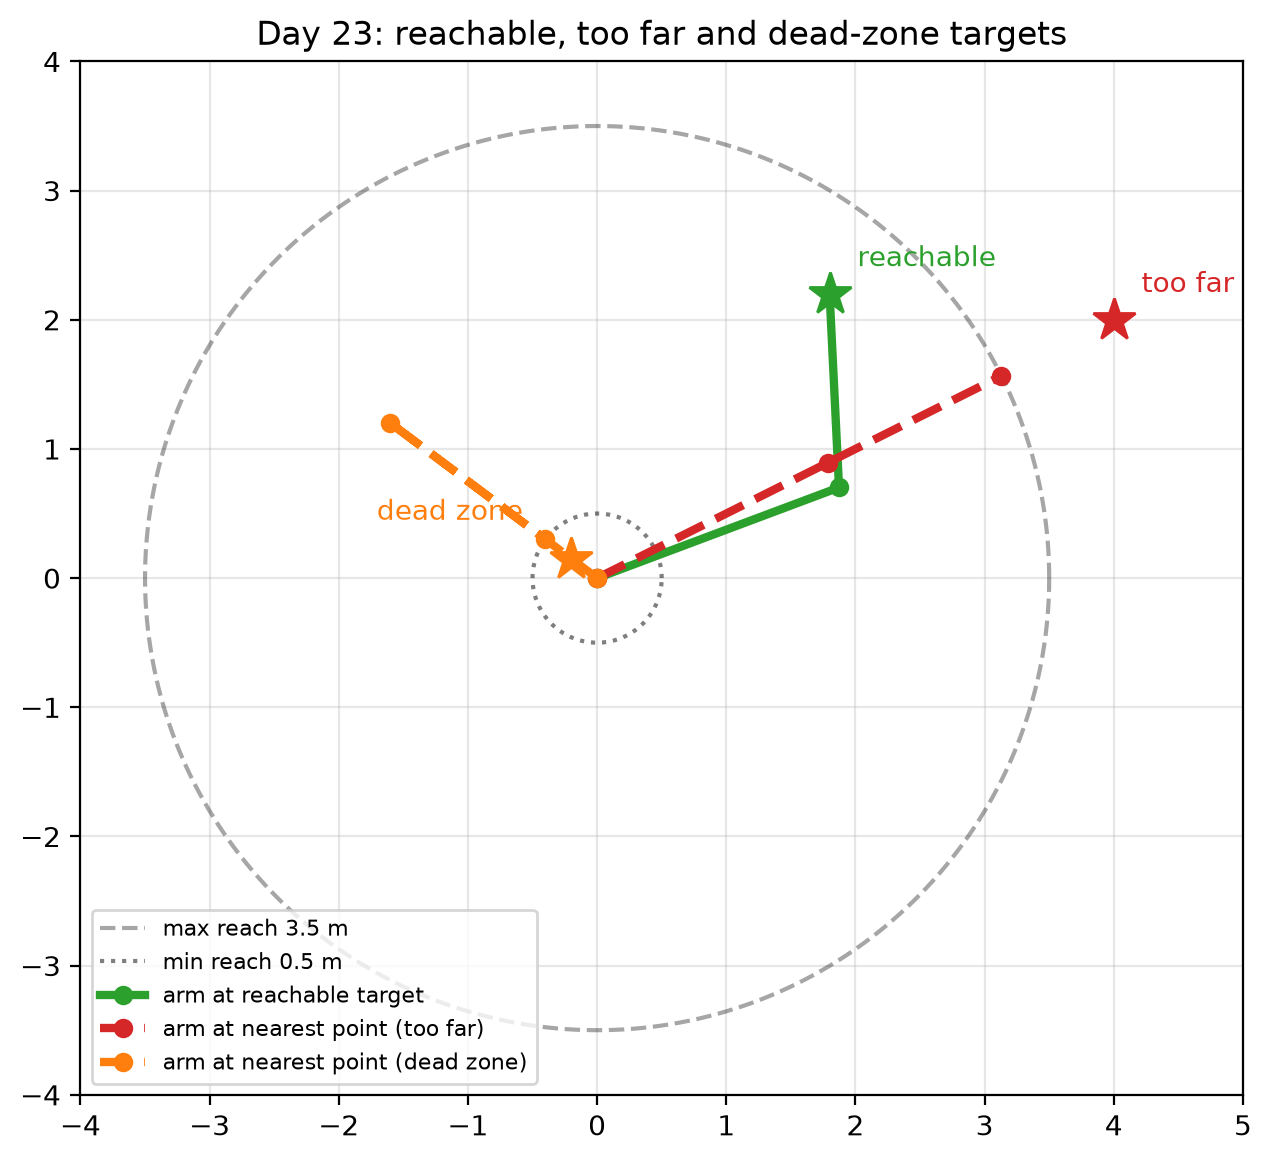 Day 23: reachable, too far and dead-zone targets
4
3
2
1
0
−1
−2
−3
−4
reachable
too far
dead zone
max reach 3.5 m
min reach 0.5 m
arm at reachable target
arm at nearest point (too far)
arm at nearest point (dead zone)
−4 −3 −2 −1 0 1 2 3 4 5